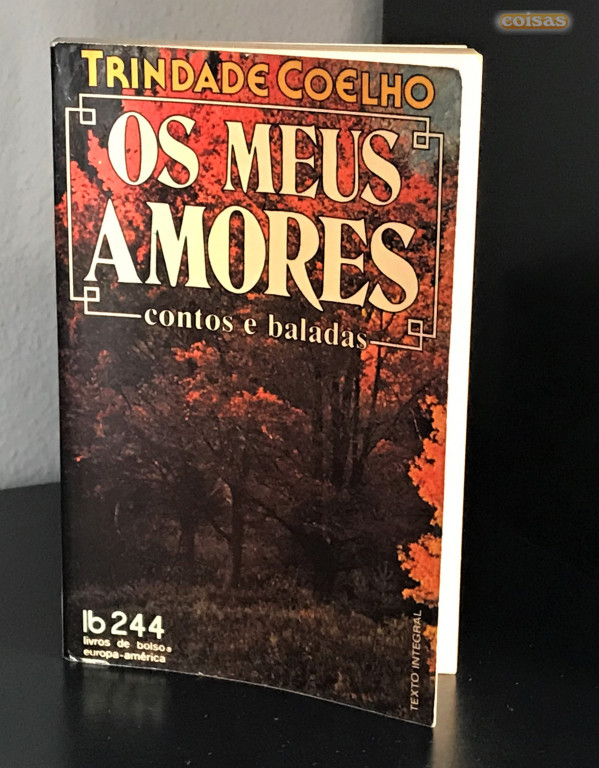 coisas
TRINDADE COELHO
OS MEUS
AMORES
contos e baladas
lb 244
livros de bolso
europa-américa
TEXTO INTEGRAL